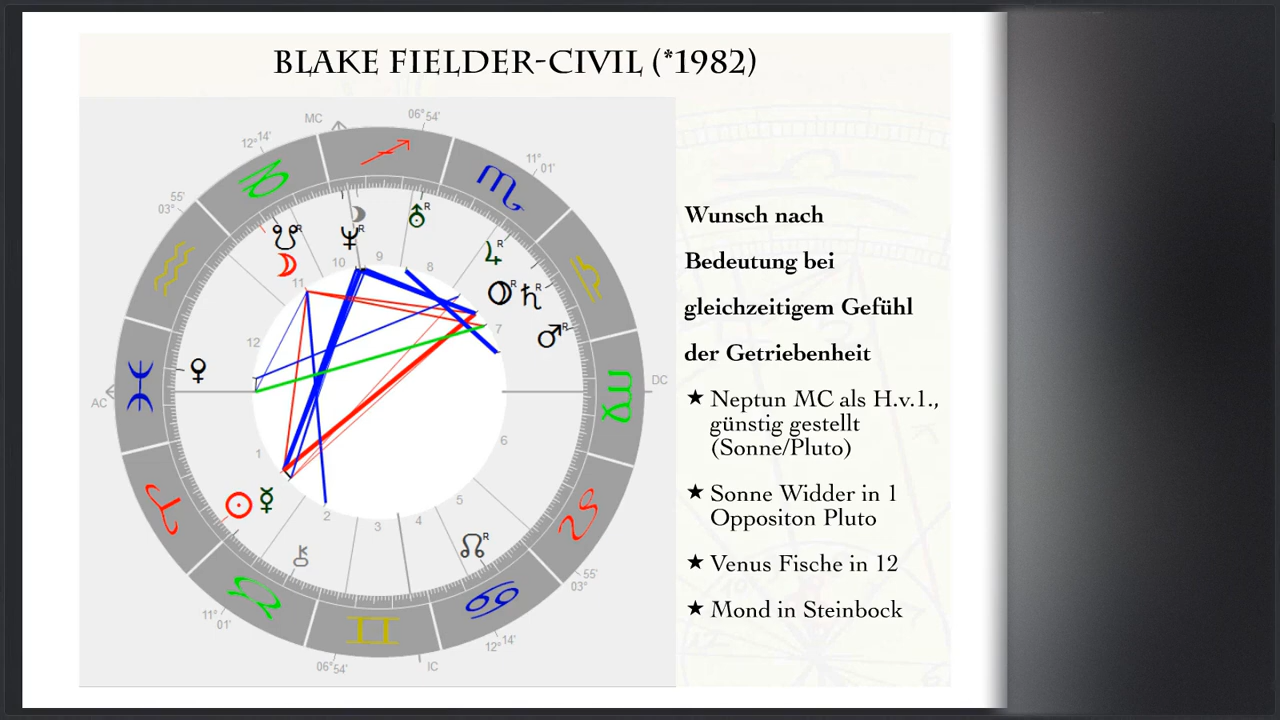 BLAKE FIELDER-CIVIL (*1982)
MC
06° 54'
12° 14'
11° 01'
55'
03°
R
R
R
R
R
R
10
9
8
11
7
12
AC
DC
1
6
2
3
4
5
R
11° 01'
55'
03°
06° 54'
IC
12° 14'
Wunsch nach
Bedeutung bei
gleichzeitigem Gefühl
der Getriebenheit
★ Neptun MC als H.v.1.,
günstig gestellt
(Sonne/Pluto)
★ Sonne Widder in 1
Oppositon Pluto
★ Venus Fische in 12
★ Mond in Steinbock